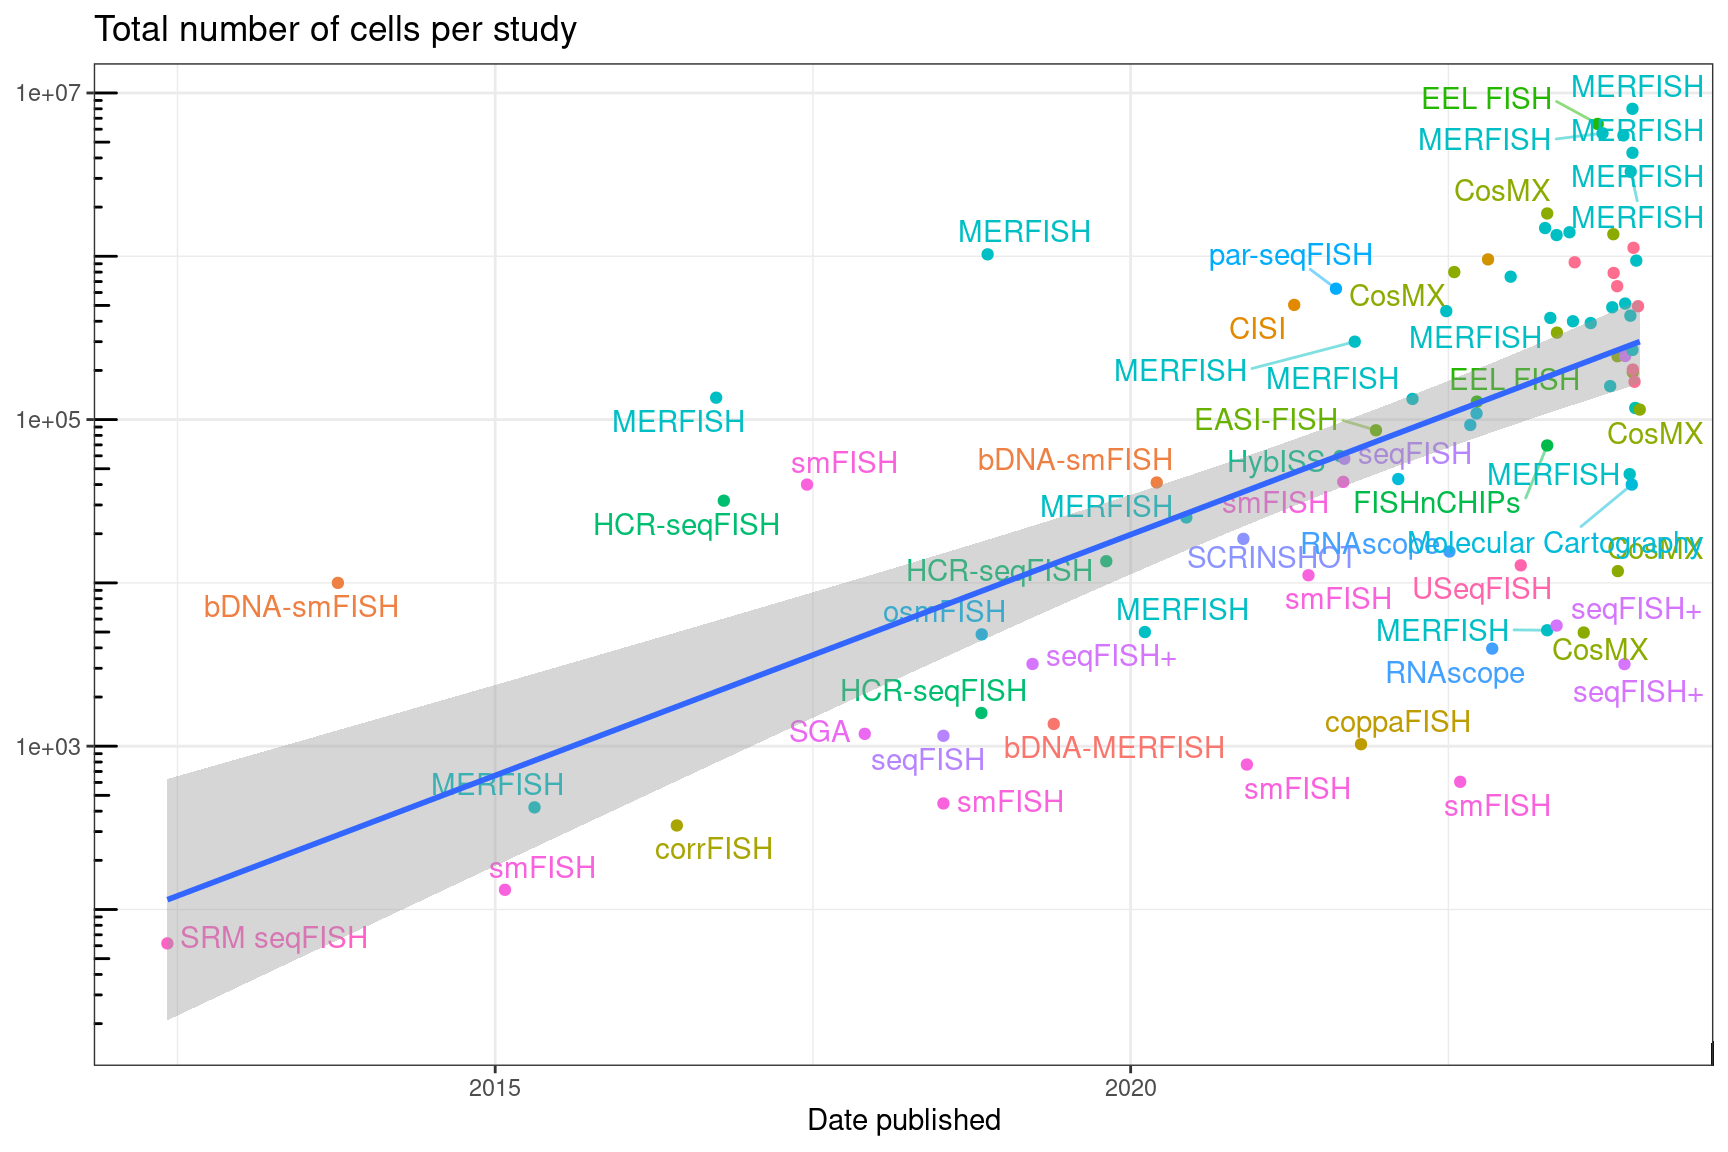 Total number of cells per study
1e+07
1e+05
1e+03
MERFISH
EEL FISH
MERFISH
MERFISH
MERFISH
CosMX
MERFISH
MERFISH
par-seqFISH
CosMX
CISI
MERFISH
MERFISH
MERFISH
EEL FISH
MERFISH
EASI-FISH
CosMX
smFISH
bDNA-smFISH
HybISS
seqFISH
MERFISH
HCR-seqFISH
MERFISH
smFISH
FISHnCHIPs
SCRINSHOT
RNAscope
Molecular Cartography
CosMX
HCR-seqFISH
bDNA-smFISH
osmFISH
MERFISH
smFISH
USeqFISH
seqFISH+
MERFISH
CosMX
seqFISH+
RNAscope
seqFISH+
HCR-seqFISH
SGA
seqFISH
bDNA-MERFISH
coppaFISH
MERFISH
smFISH
smFISH
smFISH
corrFISH
smFISH
SRM seqFISH
2015
2020
Date published